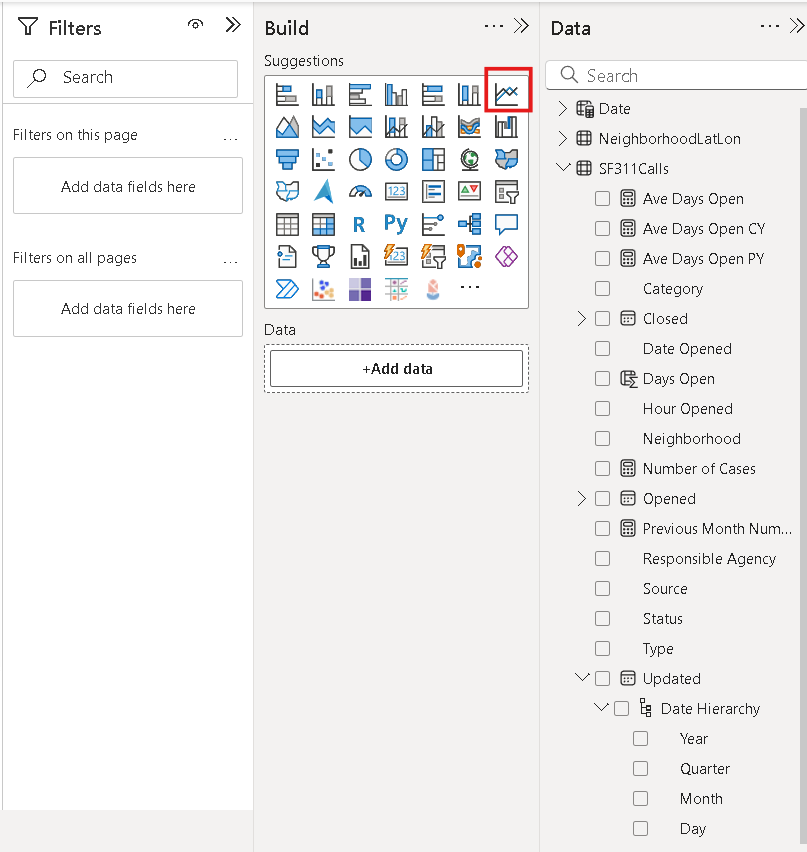 Filters
Search
Filters on this page
...
Add data fields here
Filters on all pages
...
Add data fields here
Build
...
Suggestions
123
R
Py
123
...
Data
+Add data
Data
...
Search
Date
NeighborhoodLatLon
SF311Calls
Ave Days Open
Ave Days Open CY
Ave Days Open PY
Category
Closed
Date Opened
Days Open
Hour Opened
Neighborhood
Number of Cases
Opened
Previous Month Num...
Responsible Agency
Source
Status
Type
Updated
Date Hierarchy
Year
Quarter
Month
Day